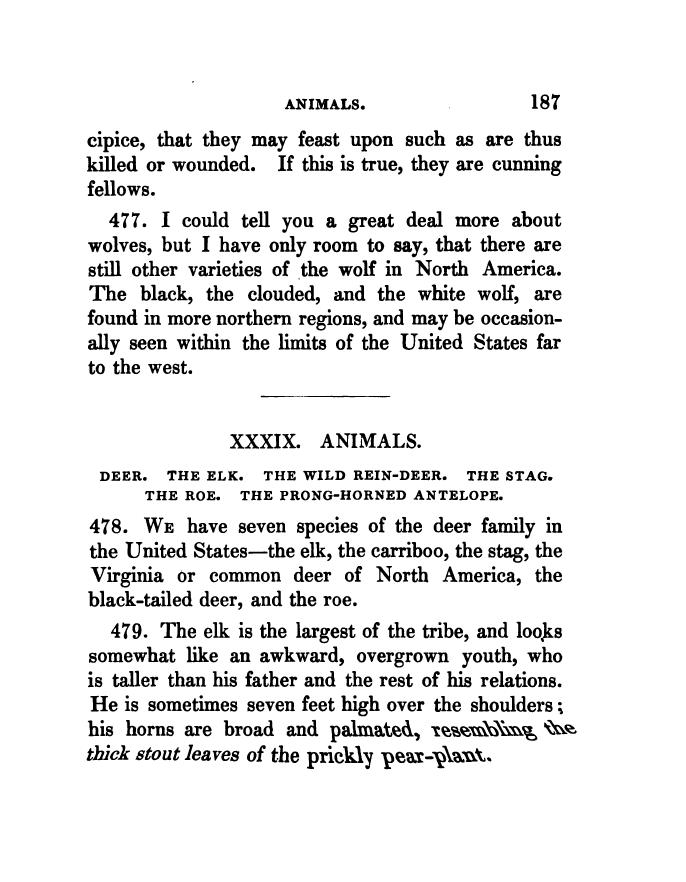 ANIMALS. 187
cipice, that they may feast upon such as are thus
killed or wounded. If this is true, they are cunning
fellows.
477. I could tell you a great deal more about
wolves, but I have only room to say, that there are
still other varieties of the wolf in North America.
The black, the clouded, and the white wolf, are
found in more northern regions, and may be occasion-
ally seen within the limits of the United States far
to the west.
XXXIX. ANIMALS.
DEER. THE ELK. THE WILD REIN-DEER. THE STAG.
THE ROE. THE PRONG-HORNED ANTELOPE.
478. WE have seven species of the deer family in
the United States—the elk, the carriboo, the stag, the
Virginia or common deer of North America, the
black-tailed deer, and the roe.
479. The elk is the largest of the tribe, and looks
somewhat like an awkward, overgrown youth, who
is taller than his father and the rest of his relations.
He is sometimes seven feet high over the shoulders;
his horns are broad and palmated, resembling the
thick stout leaves of the prickly pear-plant.